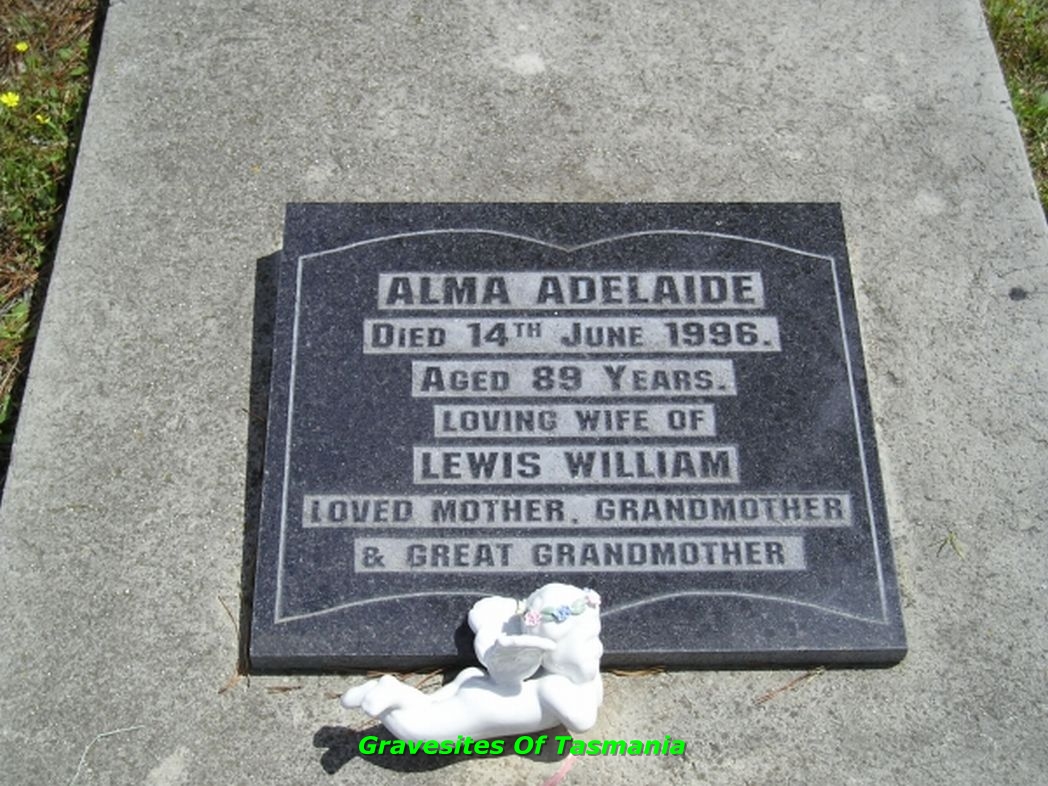 ALMA ADELAIDE
DIED 14TH JUNE 1996.
AGED 89 YEARS.
LOVING WIFE OF
LEWIS WILLIAM
LOVED MOTHER, GRANDMOTHER
& GREAT GRANDMOTHER
Gravesites Of Tasmania